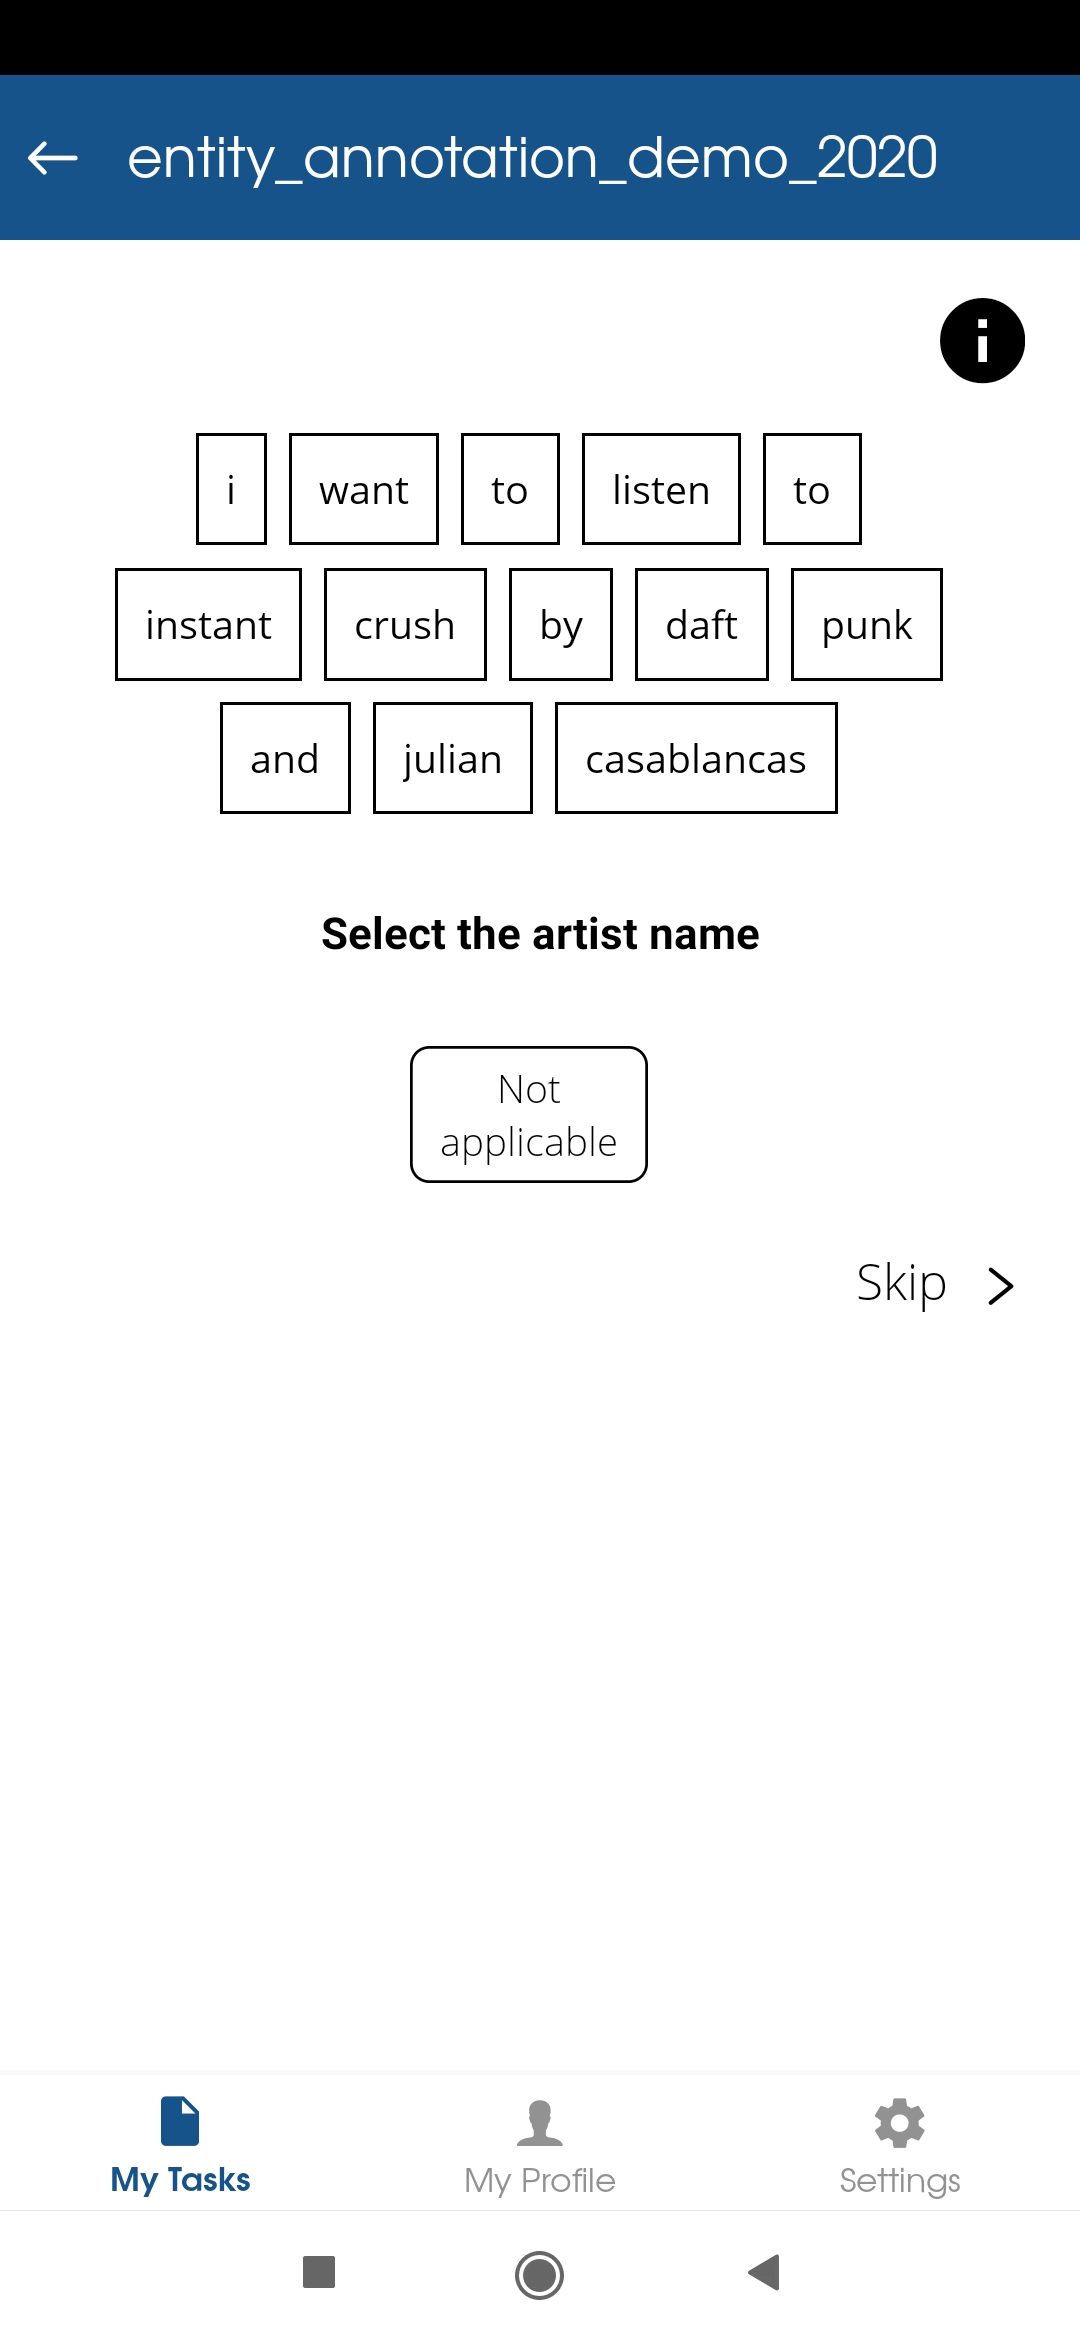 entity_annotation_demo_2020
i want to listen to
instant crush by daft punk
and julian casablancas
Select the artist name
Not
applicable
Skip
My Tasks My Profile Settings